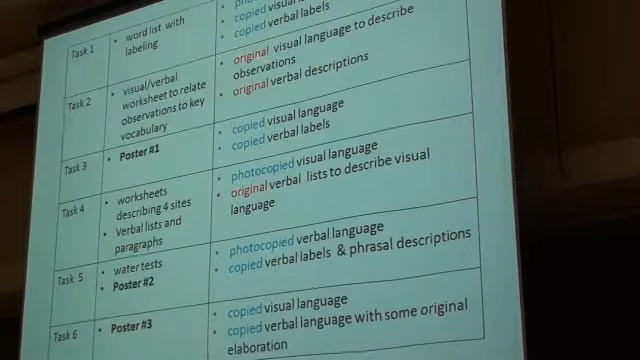 Task 1
• word list with
labeling
• copied visual
• copied verbal labels
Task 2
• visual/verbal
worksheet to relate
observations to key
vocabulary
• original visual language to describe
observations
• original verbal descriptions
Task 3
• Poster #1
• copied visual language
• copied verbal labels
Task 4
• worksheets
describing 4 sites
• Verbal lists and
paragraphs
• photocopied visual language
• original verbal lists to describe visual
language
Task 5
• water tests
• Poster #2
• photocopied verbal language
• copied verbal labels & phrasal descriptions
Task 6
• Poster #3
• copied visual language
• copied verbal language with some original
elaboration